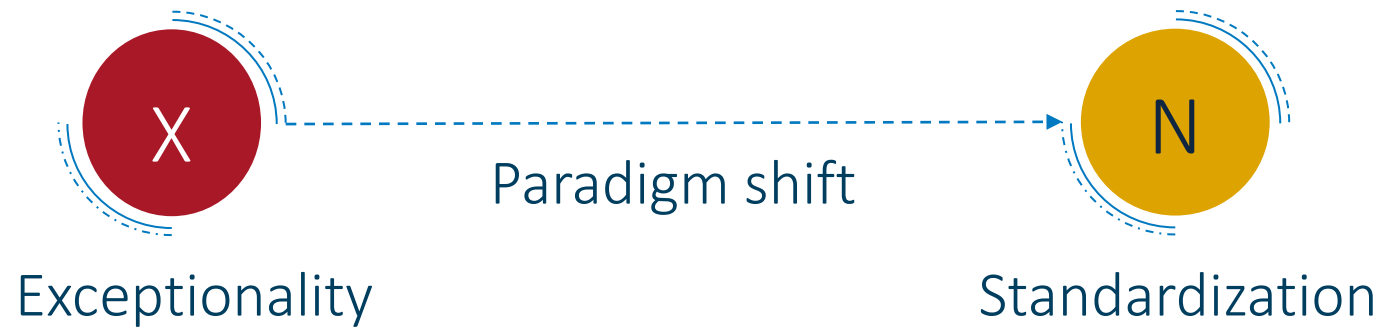 X
N
Paradigm shift
Exceptionality
Standardization